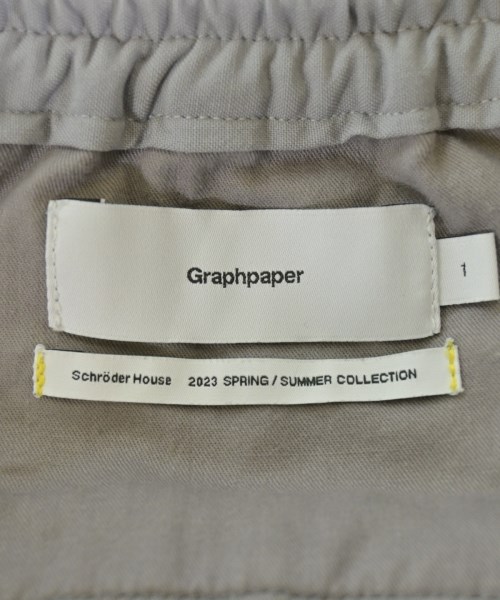 Graphpaper
1
Schröder House 2023 SPRING / SUMMER COLLECTION